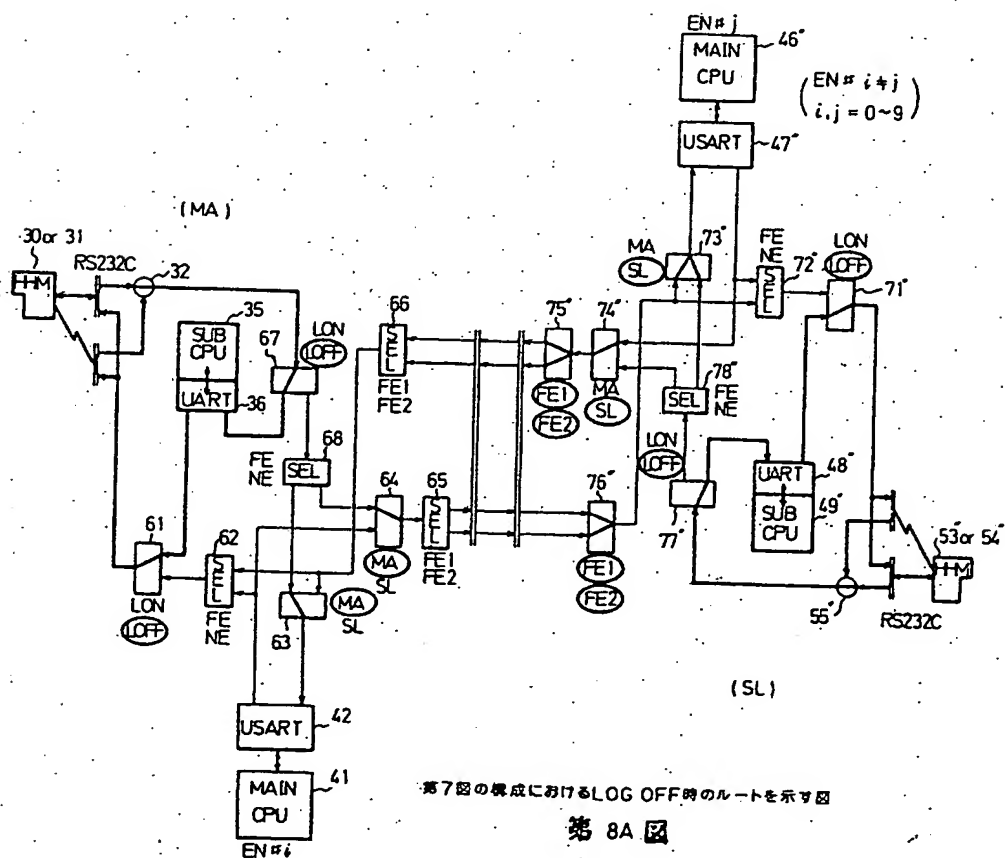 EN#j
MAIN
CPU
46″
(EN# i≠j
i,j=0~9)
USART
47″
(MA)
30 or 31
HHM
RS232C
32
35
SUB
CPU
UART
36
67
LON
LOFF
66
SEL
FE1
FE2
75″
FE1
FE2
74″
MA
SL
MA
SL
73″
FE
NE
SEL
72″
LON
LOFF
71″
78″
SEL
FE
NE
68
FE
NE
SEL
64
MA
SL
65
SEL
FE1
FE2
76″
FE1
FE2
LON
LOFF
77″
UART
48″
SUB
CPU
49″
53″ or 54″
HHM
55″
RS232C
61
LON
LOFF
62
SEL
FE
NE
63
MA
SL
(SL)
USART
42
MAIN
CPU
41
EN#i
第7図の構成におけるLOG OFF時のルートを示す図
第 8A 図